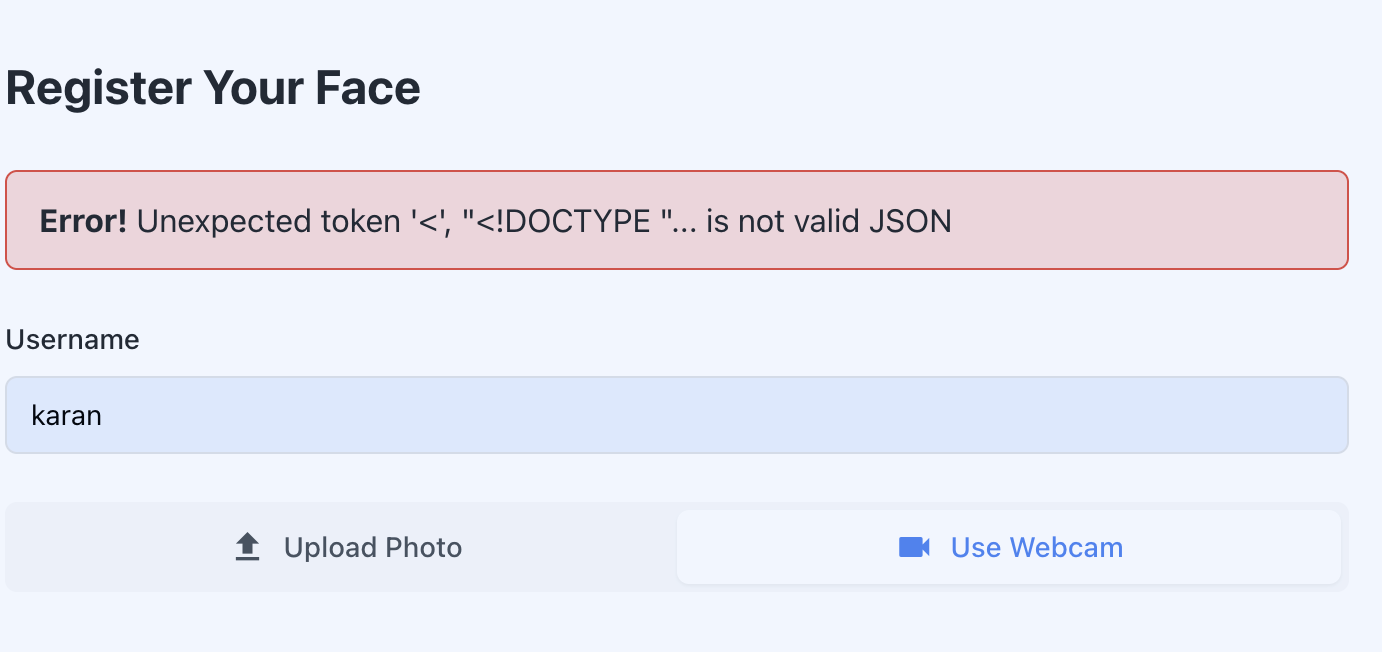 Register Your Face
Error! Unexpected token '<', "<!DOCTYPE "... is not valid JSON
Username
karan
Upload Photo
Use Webcam